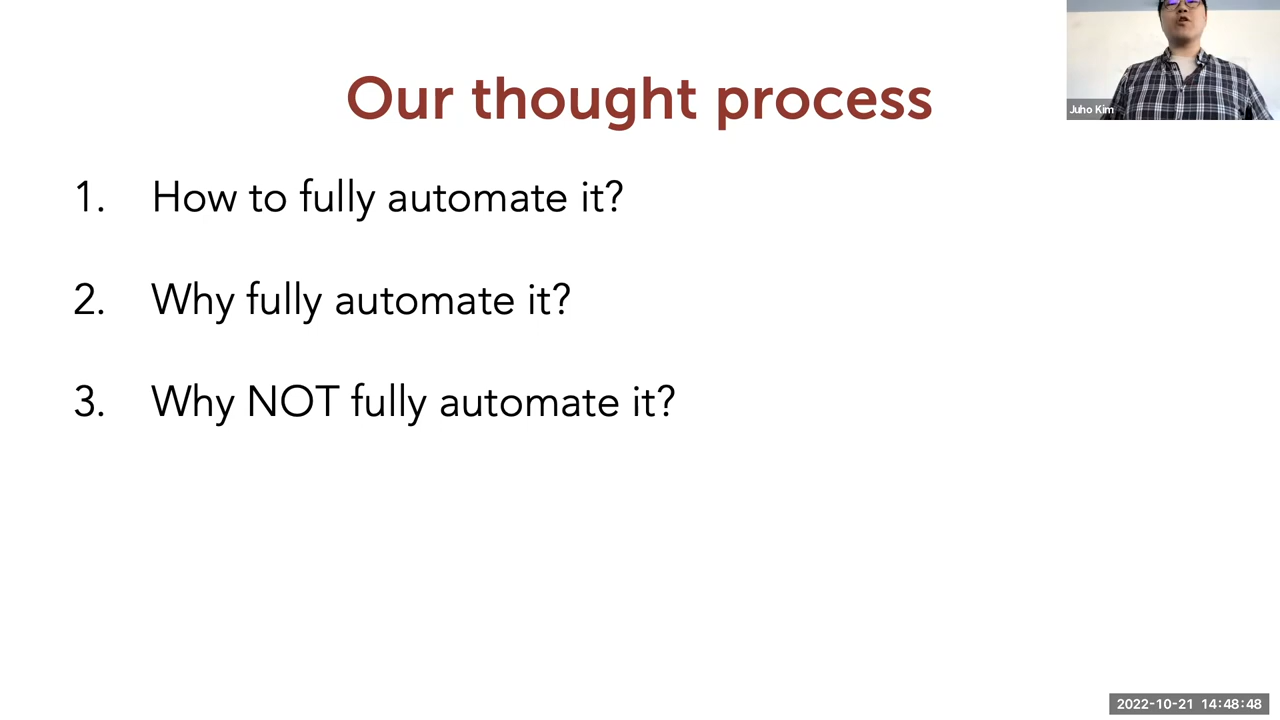 Our thought process
Juho Kim
1. How to fully automate it?
2. Why fully automate it?
3. Why NOT fully automate it?
2022-10-21 14:48:48